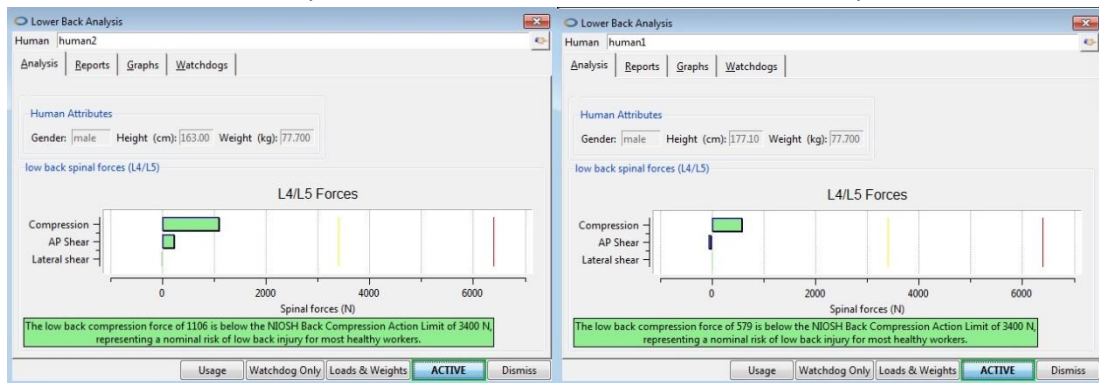 Lower Back Analysis
Human human2
Analysis Reports Graphs Watchdogs
Human Attributes
Gender: male Height (cm): 163.00 Weight (kg): 77.700
low back spinal forces (L4/L5)
L4/L5 Forces
Compression
AP Shear
Lateral shear
0 2000 4000 6000
Spinal forces (N)
The low back compression force of 1106 is below the NIOSH Back Compression Action Limit of 3400 N,
representing a nominal risk of low back injury for most healthy workers.
Usage Watchdog Only Loads & Weights ACTIVE Dismiss
Lower Back Analysis
Human human1
Analysis Reports Graphs Watchdogs
Human Attributes
Gender: male Height (cm): 177.10 Weight (kg): 77.700
low back spinal forces (L4/L5)
L4/L5 Forces
Compression
AP Shear
Lateral shear
0 2000 4000 6000
Spinal forces (N)
The low back compression force of 579 is below the NIOSH Back Compression Action Limit of 3400 N,
representing a nominal risk of low back injury for most healthy workers.
Usage Watchdog Only Loads & Weights ACTIVE Dismiss